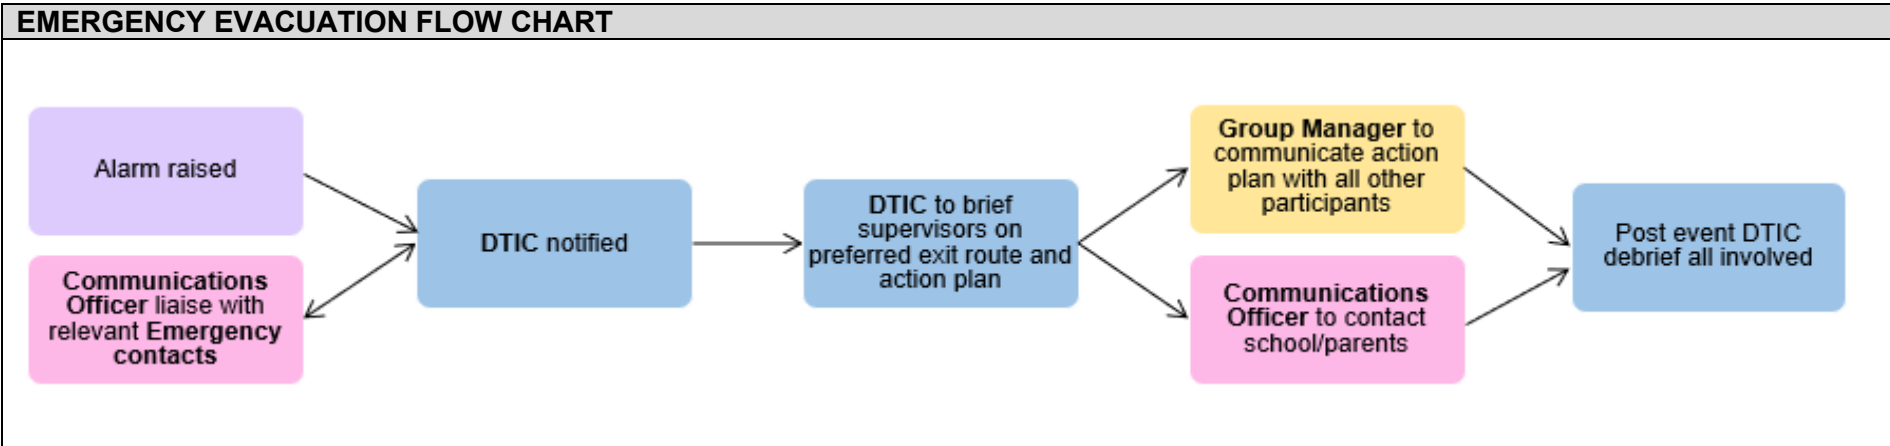 EMERGENCY EVACUATION FLOW CHART
Alarm raised
Communications
Officer liaise with
relevant Emergency
contacts
DTIC notified
DTIC to brief
supervisors on
preferred exit route and
action plan
Group Manager to
communicate action
plan with all other
participants
Communications
Officer to contact
school/parents
Post event DTIC
debrief all involved